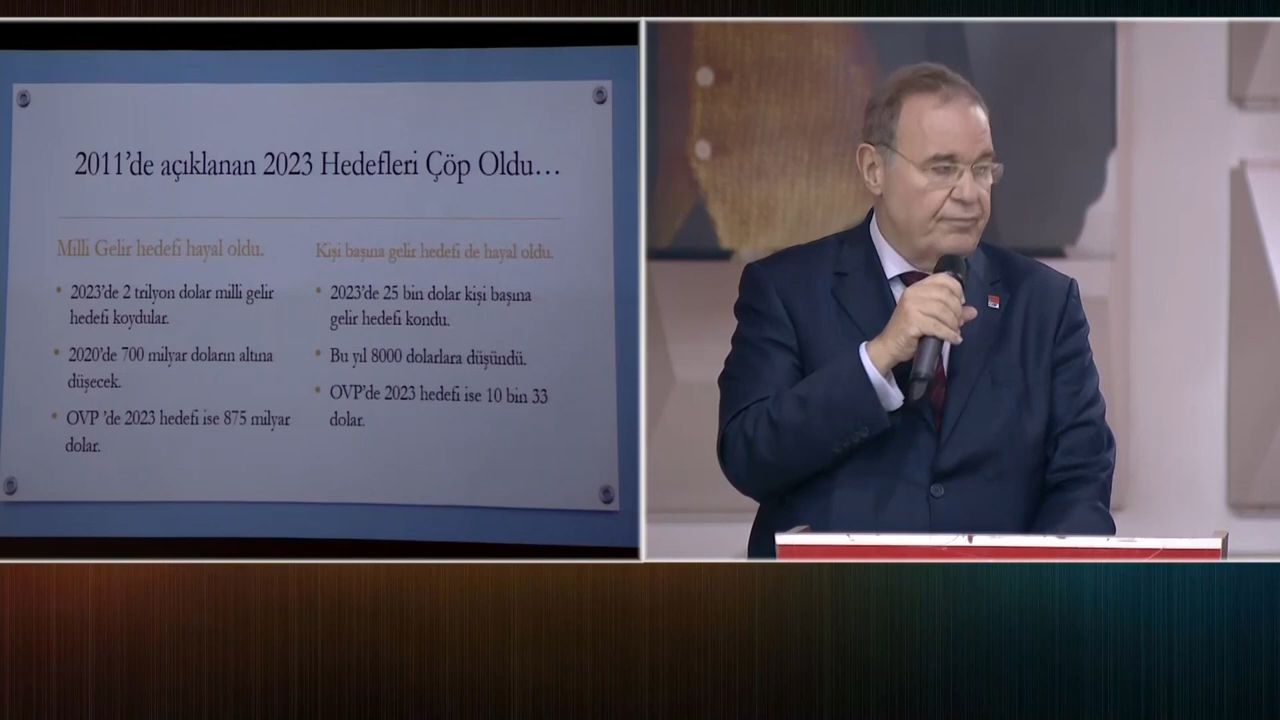 2011’de açıklanan 2023 Hedefleri Çöp Oldu…
Milli Gelir hedefi hayal oldu.
• 2023’de 2 trilyon dolar milli gelir
hedefi koydular.
• 2020’de 700 milyar doların altına
düşecek.
• OVP ’de 2023 hedefi ise 875 milyar
dolar.
Kişi başına gelir hedefi de hayal oldu.
• 2023’de 25 bin dolar kişi başına
gelir hedefi kondu.
• Bu yıl 8000 dolarlara düşündü.
• OVP’de 2023 hedefi ise 10 bin 33
dolar.